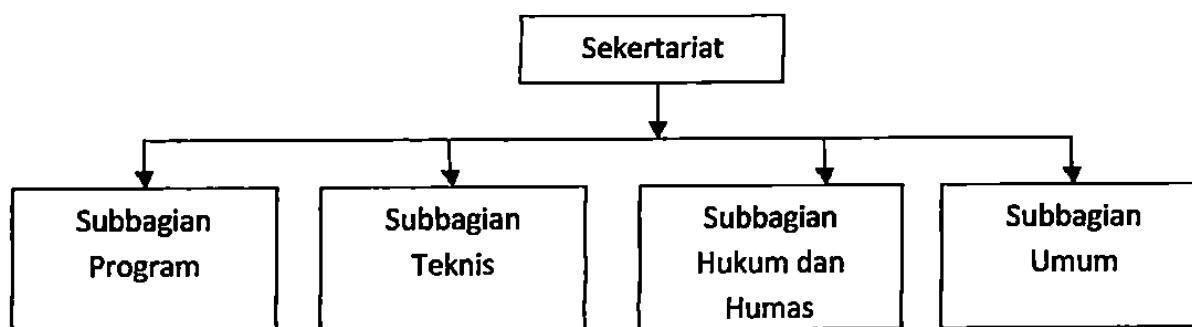 Sekertariat
Subbagian
Program
Subbagian
Teknis
Subbagian
Hukum dan
Humas
Subbagian
Umum